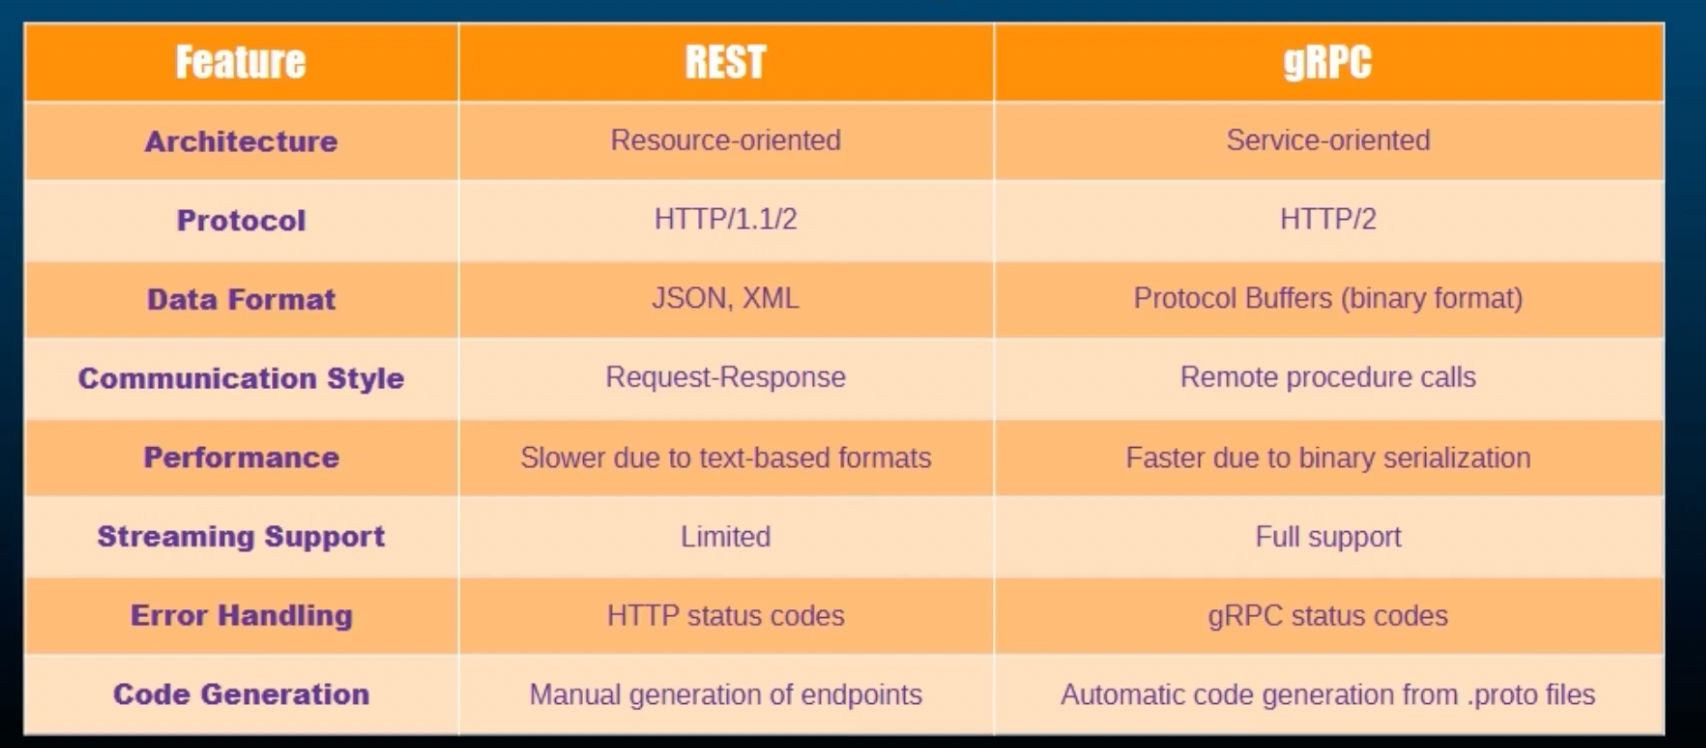 Feature REST gRPC
Architecture Resource-oriented Service-oriented
Protocol HTTP/1.1/2 HTTP/2
Data Format JSON, XML Protocol Buffers (binary format)
Communication Style Request-Response Remote procedure calls
Performance Slower due to text-based formats Faster due to binary serialization
Streaming Support Limited Full support
Error Handling HTTP status codes gRPC status codes
Code Generation Manual generation of endpoints Automatic code generation from .proto files